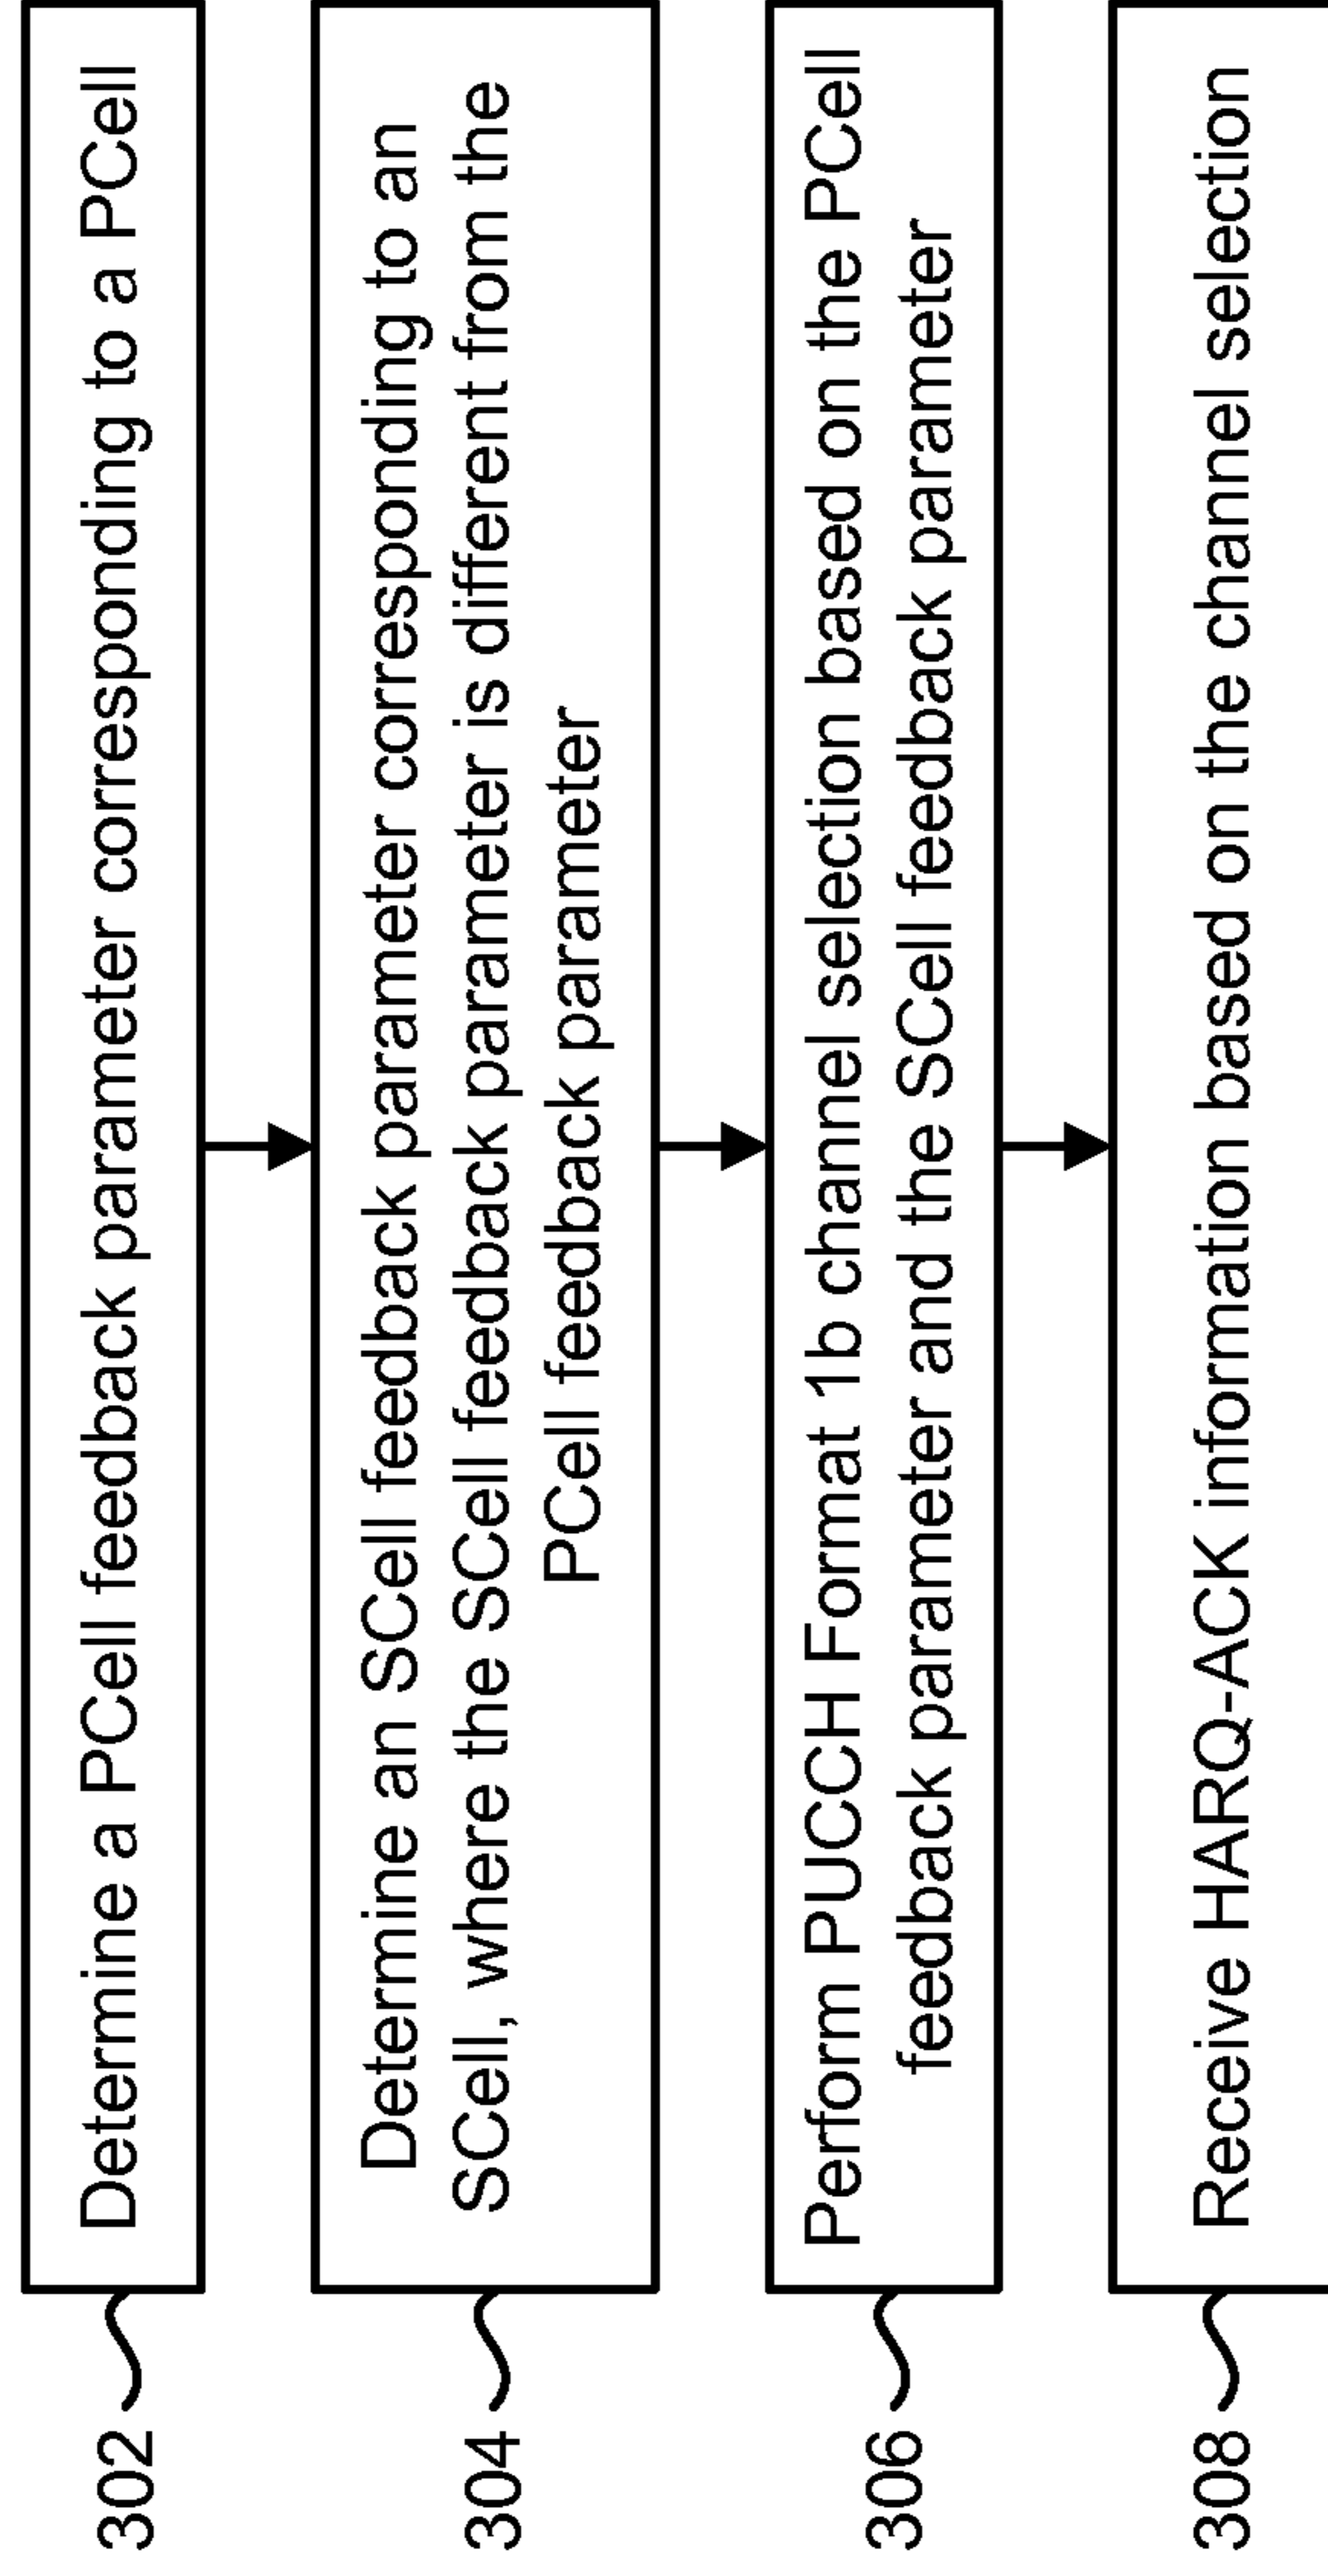 302
Determine a PCell feedback parameter corresponding to a PCell
304
Determine an SCell feedback parameter corresponding to an
SCell, where the SCell feedback parameter is different from the
PCell feedback parameter
306
Perform PUCCH Format 1b channel selection based on the PCell
feedback parameter and the SCell feedback parameter
308
Receive HARQ-ACK information based on the channel selection